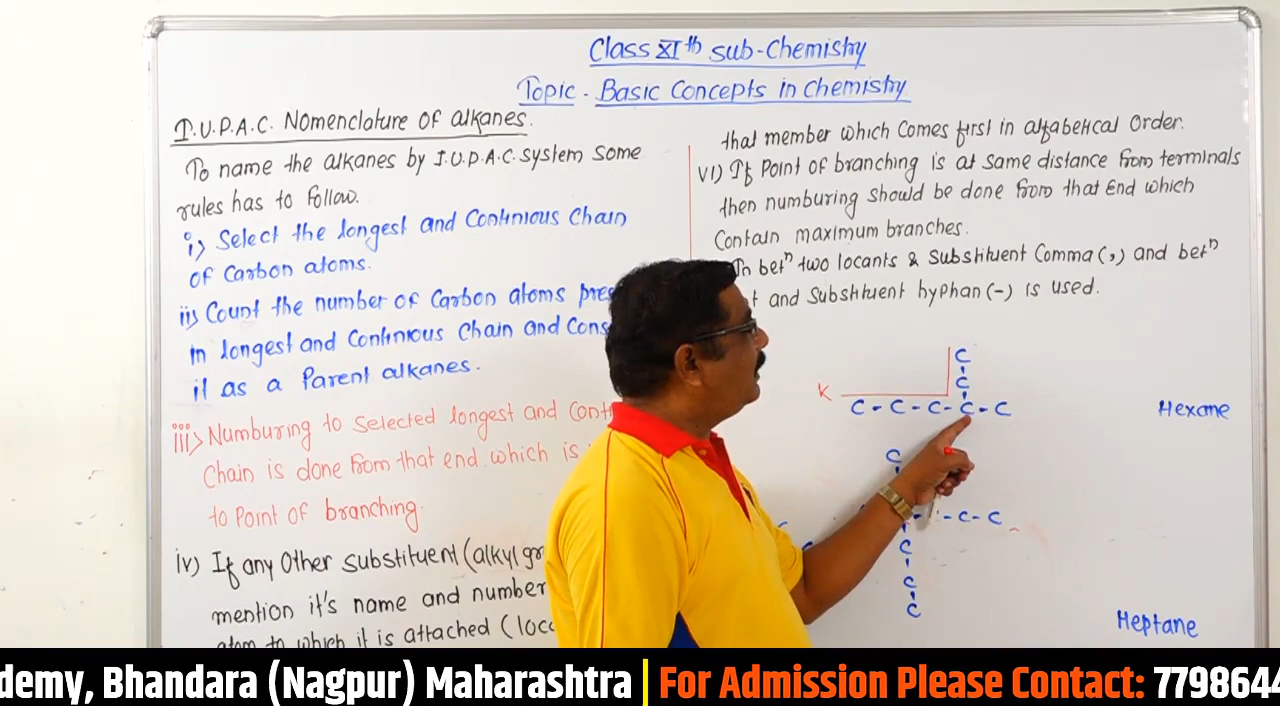 Class XIth sub-Chemistry
Topic - Basic Concepts in Chemistry
I.U.P.A.C. Nomenclature of alkanes.
To name the alkanes by I.U.P.A.C. system some
rules has to follow.
i) Select the longest and Continious Chain
of Carbon atoms.
ii) Count the number of Carbon atoms pres
in longest and Continious Chain and Cons
it as a Parent alkanes.
iii) Numburing to selected longest and cont
Chain is done from that end which is
to Point of branching.
iv) If any Other substituent (alkyl gr
mention it's name and number
atom to which it is attached (loc
that member which Comes first in alfabetical Order.
VI) If Point of branching is at same distance from terminals
then numburing should be done from that End which
Contain maximum branches.
In betn two locants & Substituent Comma (,) and betn
t and Substituent hyphan (-) is used.
C
C
K
C - C - C - C - C
Hexane
C
- C - C
C
C
C
Heptane
demy, Bhandara (Nagpur) Maharashtra | For Admission Please Contact: 7798644